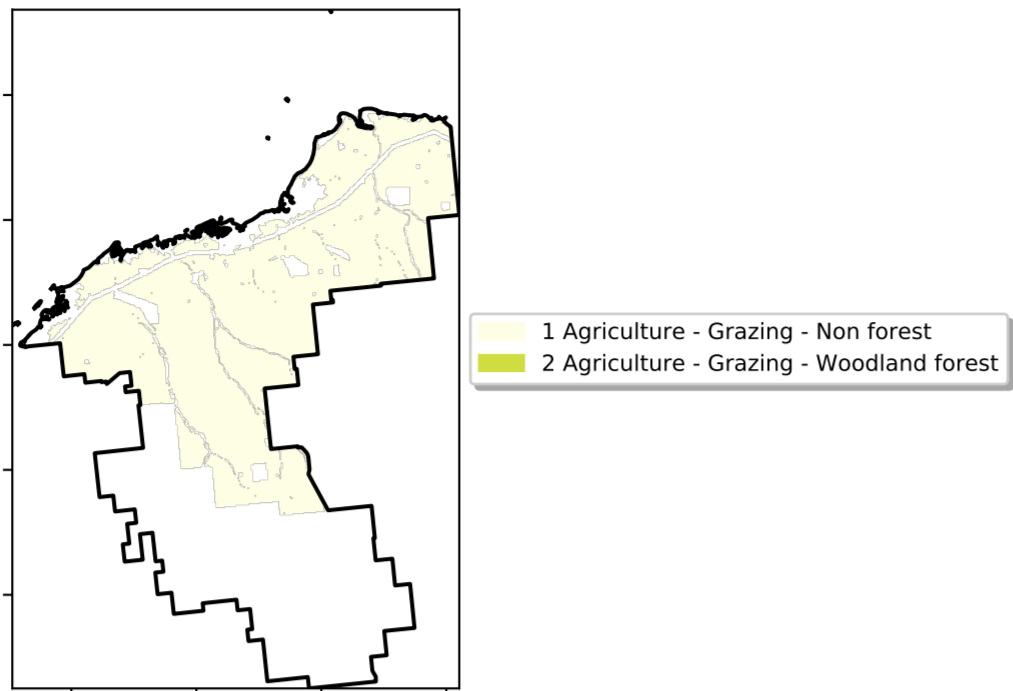 1 Agriculture - Grazing - Non forest
2 Agriculture - Grazing - Woodland forest